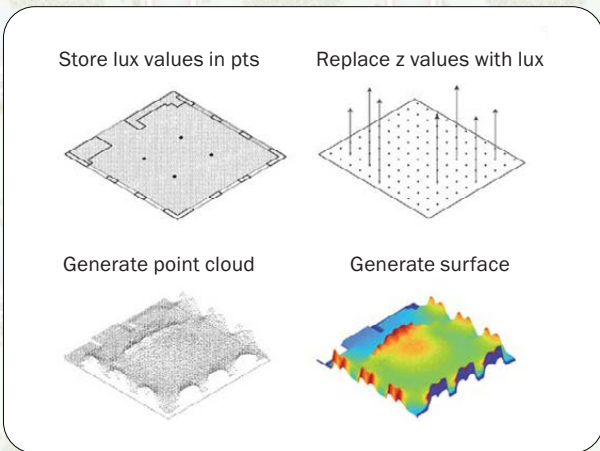 Store lux values in pts
Replace z values with lux
Generate point cloud
Generate surface